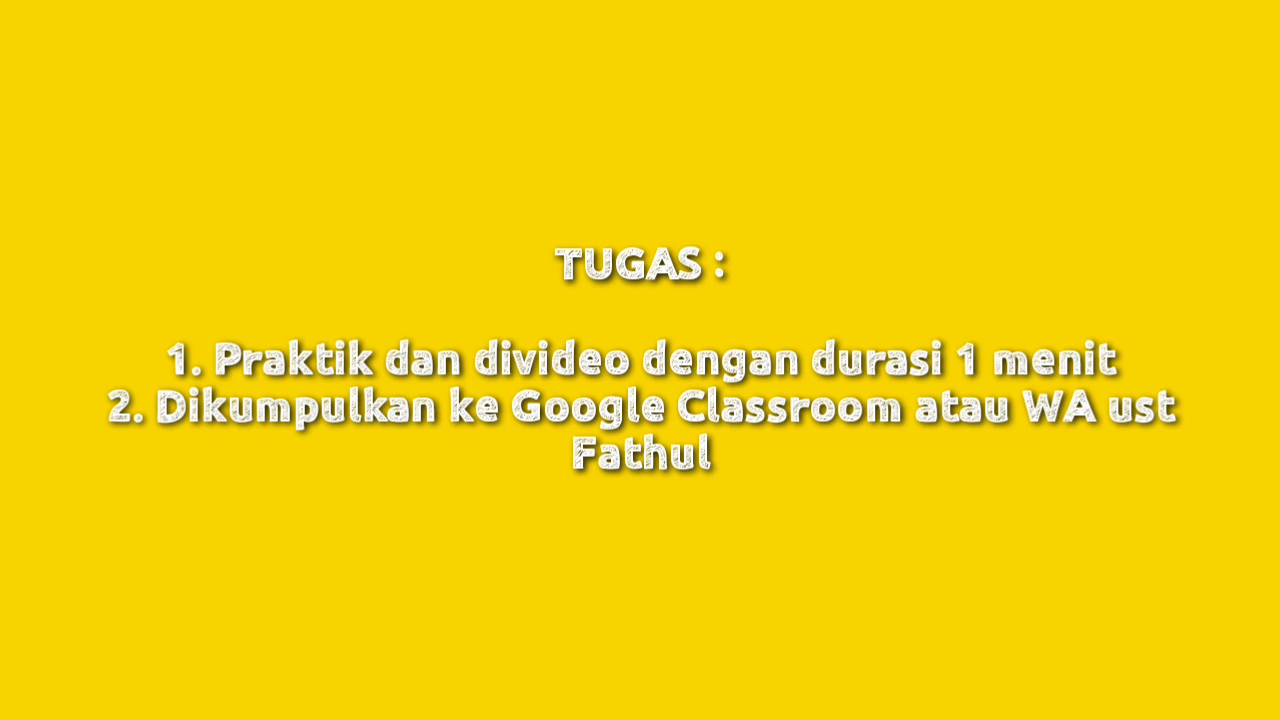 TUGAS :
1. Praktik dan divideo dengan durasi 1 menit
2. Dikumpulkan ke Google Classroom atau WA ust
Fathul